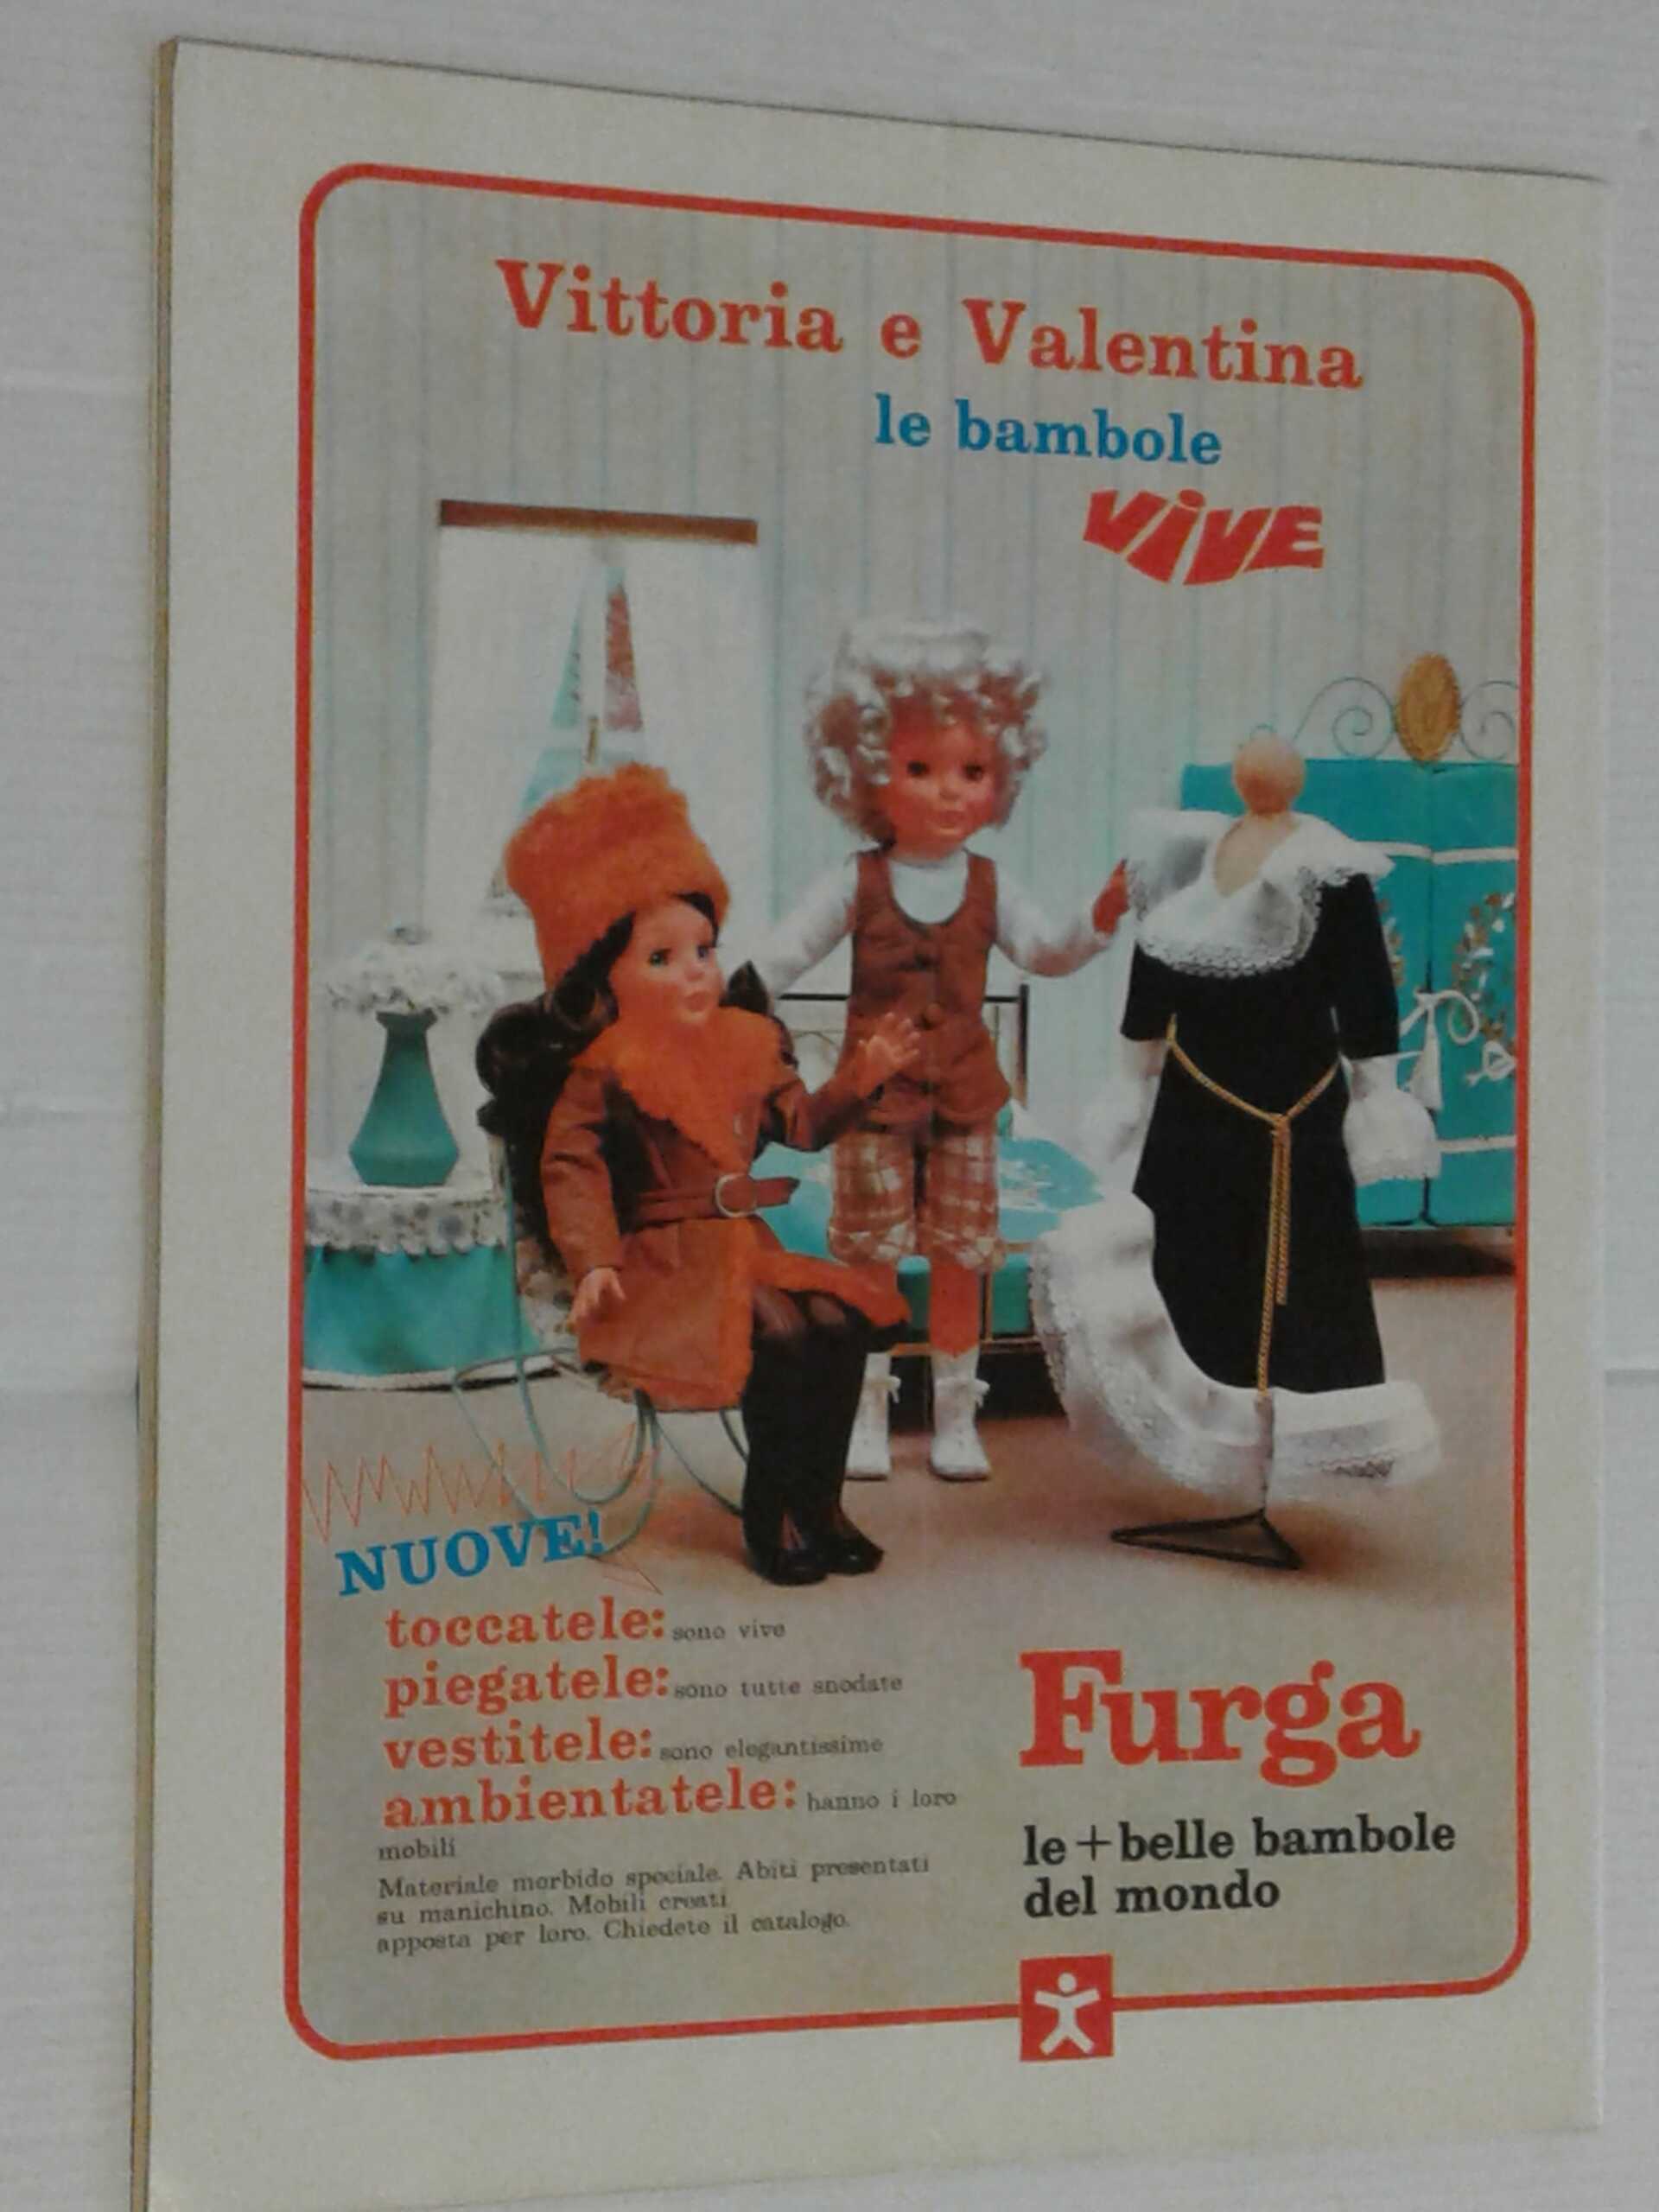 Vittoria e Valentina
le bambole
ViVE
NUOVE!
toccatele: sono vive
piegatele: sono tutte snodate
vestitele: sono elegantissime
ambientatele: hanno i loro
mobili
Materiale morbido speciale. Abiti presentati
su manichino. Mobili creati
apposta per loro. Chiedete il catalogo.
Furga
le + belle bambole
del mondo